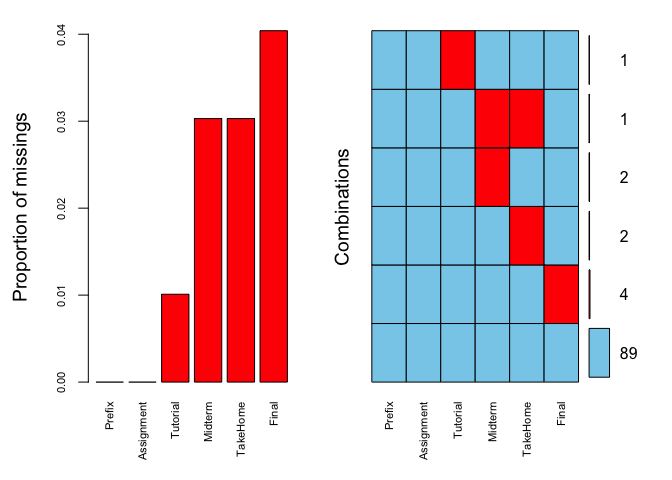 Proportion of missings
0.04
0.03
0.02
0.01
0.00
Prefix
Assignment
Tutorial
Midterm
TakeHome
Final
Combinations
1
1
2
2
4
89
Prefix
Assignment
Tutorial
Midterm
TakeHome
Final